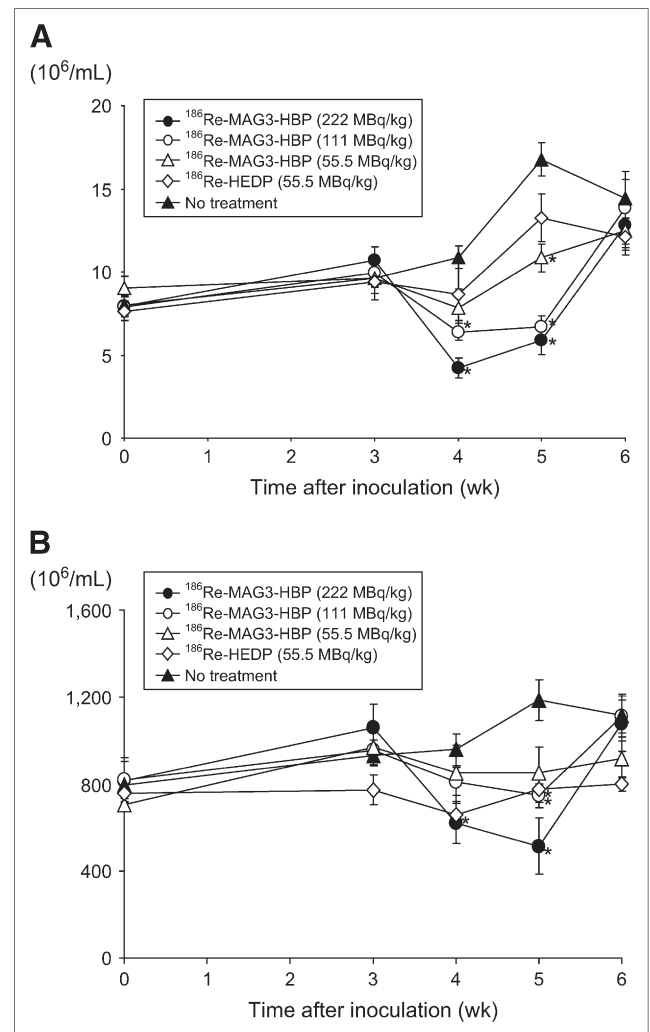 A
(10⁶/mL)
20
15
10
5
0
¹⁸⁶Re-MAG3-HBP (222 MBq/kg)
¹⁸⁶Re-MAG3-HBP (111 MBq/kg)
¹⁸⁶Re-MAG3-HBP (55.5 MBq/kg)
¹⁸⁶Re-HEDP (55.5 MBq/kg)
No treatment
* * * * *
0 1 2 3 4 5 6
Time after inoculation (wk)
B
(10⁶/mL)
1,600
1,200
800
400
0
¹⁸⁶Re-MAG3-HBP (222 MBq/kg)
¹⁸⁶Re-MAG3-HBP (111 MBq/kg)
¹⁸⁶Re-MAG3-HBP (55.5 MBq/kg)
¹⁸⁶Re-HEDP (55.5 MBq/kg)
No treatment
* * * *
0 1 2 3 4 5 6
Time after inoculation (wk)